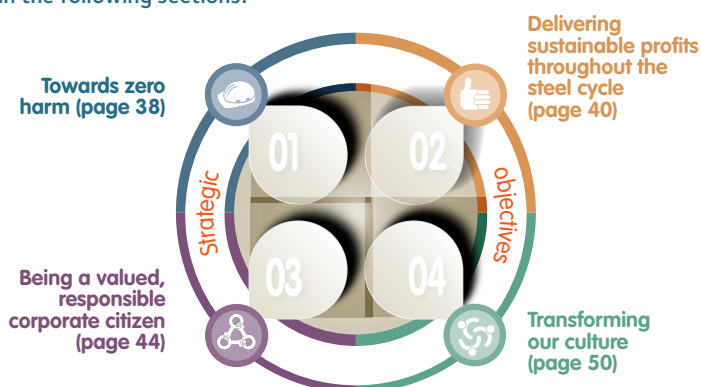 in the following sections:
Delivering
sustainable profits
throughout the
steel cycle
(page 40)
Towards zero
harm (page 38)
01
02
Strategic
objectives
03
04
Being a valued,
responsible
corporate citizen
(page 44)
Transforming
our culture
(page 50)